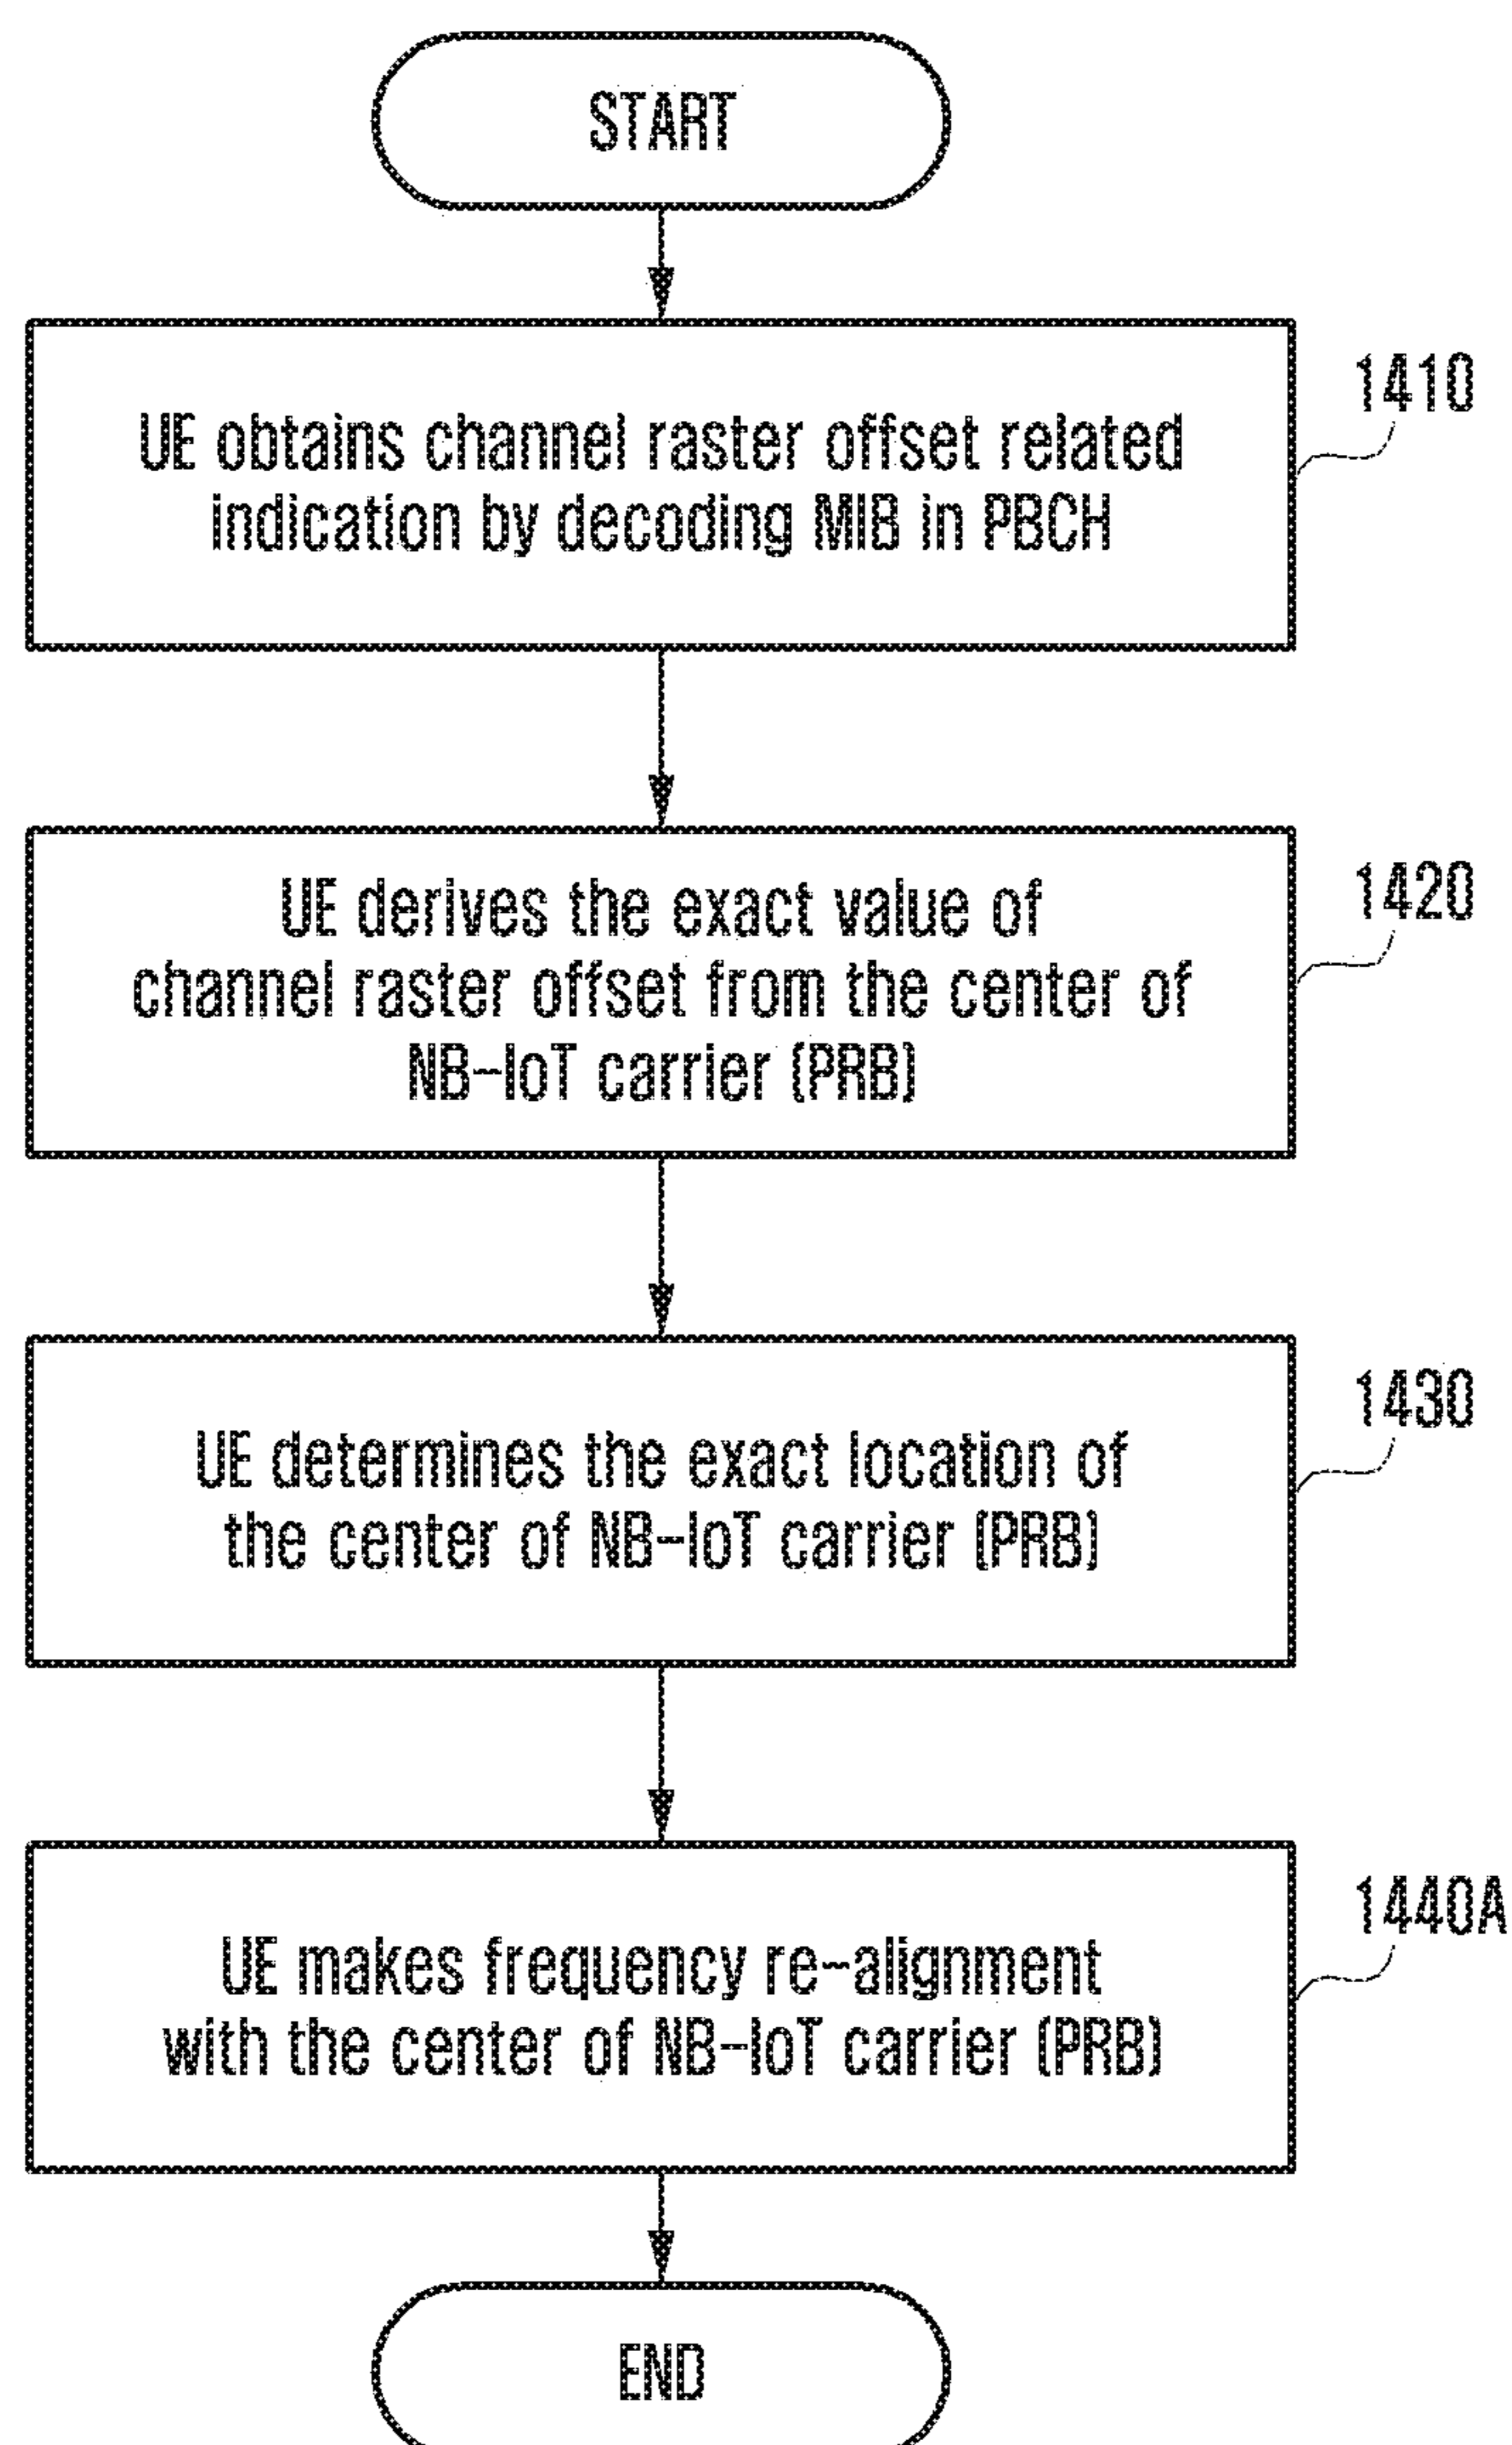 START
UE obtains channel raster offset related
indication by decoding MIB in PBCH
1410
UE derives the exact value of
channel raster offset from the center of
NB-IoT carrier (PRB)
1420
UE determines the exact location of
the center of NB-IoT carrier (PRB)
1430
UE makes frequency re-alignment
with the center of NB-IoT carrier (PRB)
1440A
END